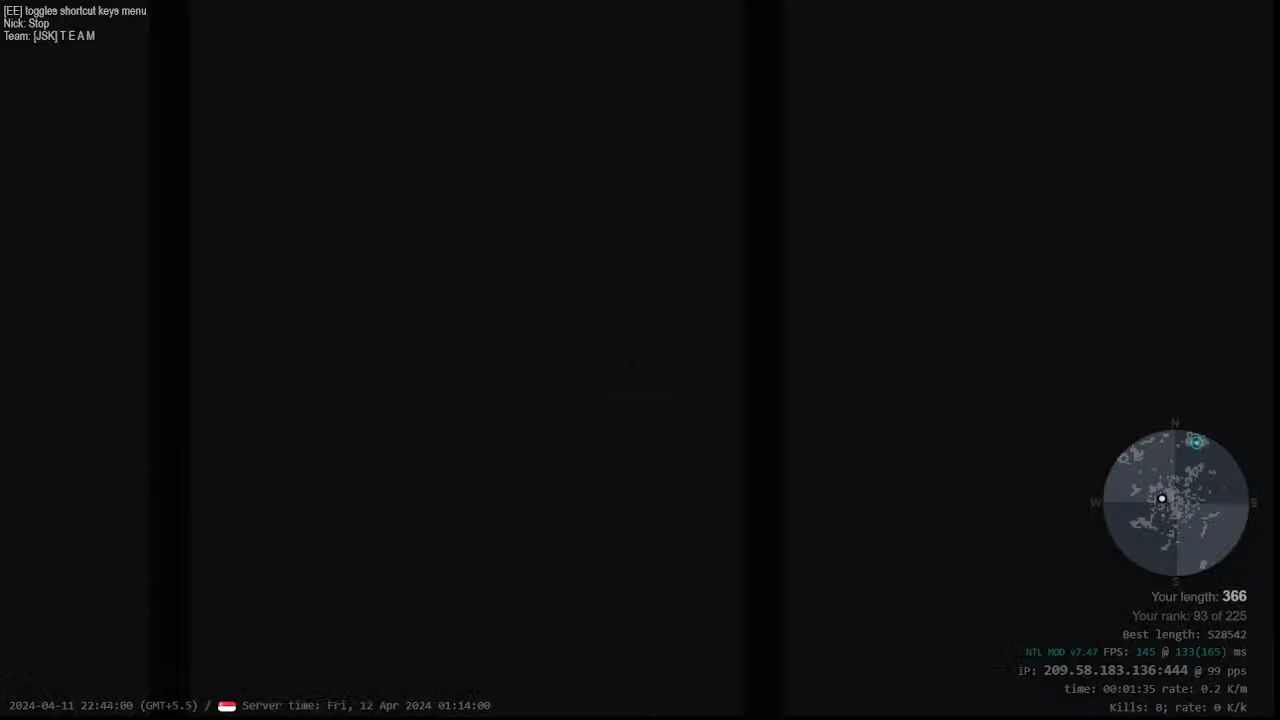 [EE] toggles shortcut keys menu
Nick: Stop
Team: [JSK] T E A M
N
W
S
Your length: 366
Your rank: 93 of 225
Best length: 528542
NTL MOD v7.47 FPS: 145 @ 133(165) ms
iP: 209.58.183.136:444 @ 99 pps
time: 00:01:35 rate: 0.2 K/m
Kills: 0; rate: 0 K/k
2024-04-11 22:44:00 (GMT+5.5) / Server time: Fri, 12 Apr 2024 01:14:00